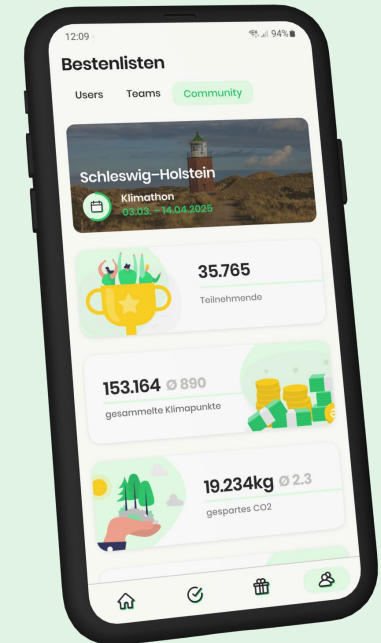 12:09
94%
Bestenlisten
Users Teams Community
Schleswig-Holstein
Klimathon
03.03. – 14.04.2025
35.765
Teilnehmende
153.164 Ø 890
gesammelte Klimapunkte
19.234kg Ø 2.3
gespartes CO2